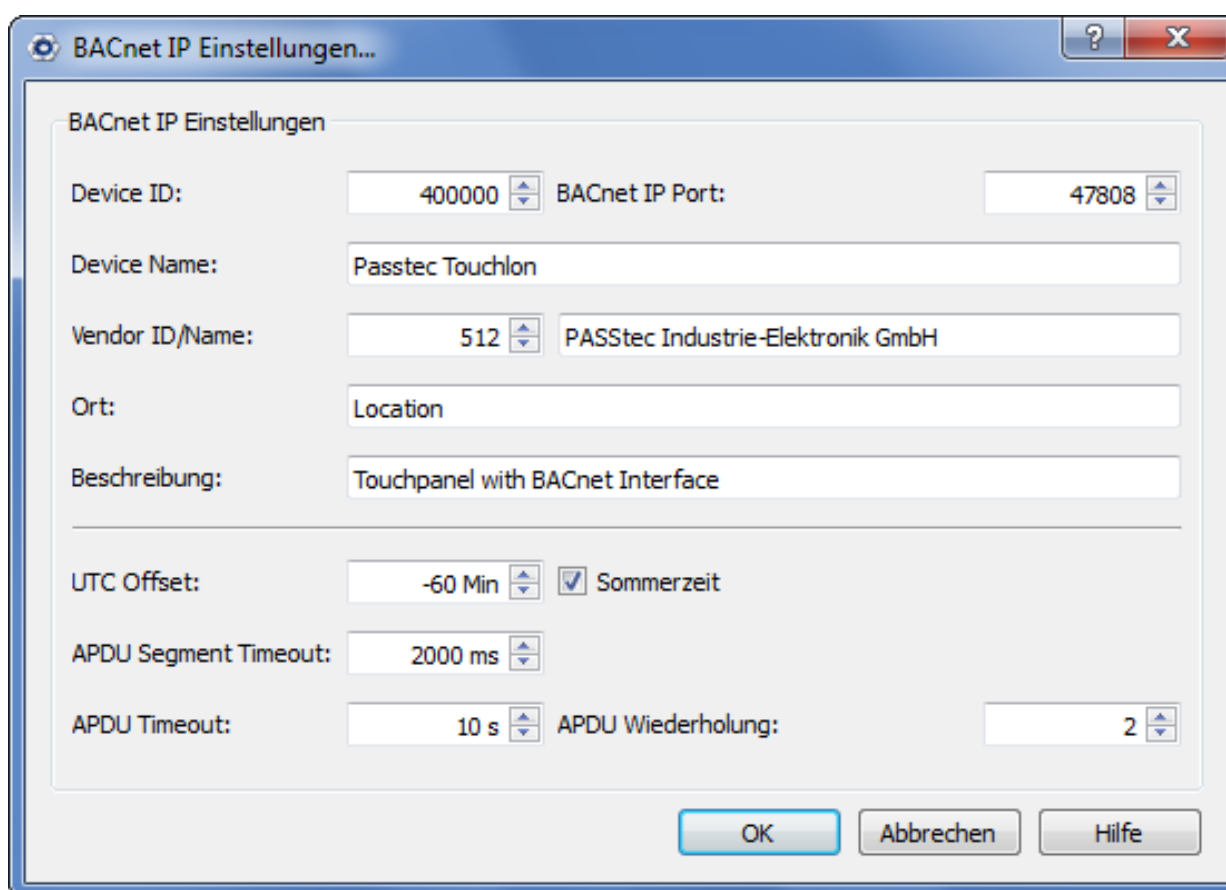 BACnet IP Einstellungen...
?
BACnet IP Einstellungen
Device ID: 400000 BACnet IP Port: 47808
Device Name: Passtec Touchlon
Vendor ID/Name: 512 PASStec Industrie-Elektronik GmbH
Ort: Location
Beschreibung: Touchpanel with BACnet Interface
UTC Offset: -60 Min Sommerzeit
APDU Segment Timeout: 2000 ms
APDU Timeout: 10 s APDU Wiederholung: 2
OK Abbrechen Hilfe